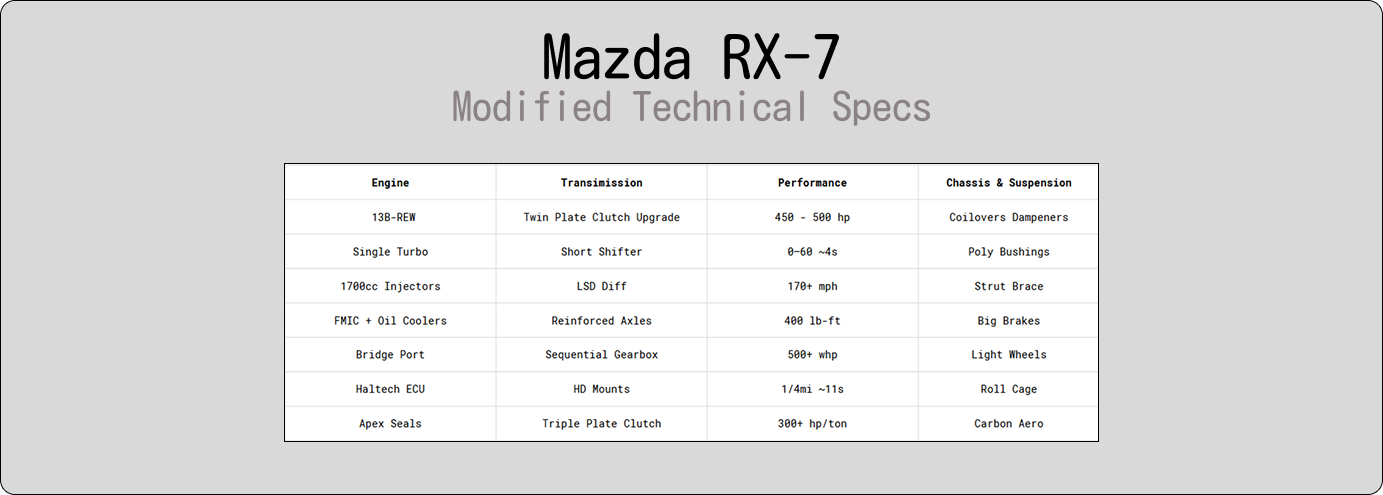 Mazda RX-7
Modified Technical Specs
Engine Transimission Performance Chassis & Suspension
13B-REW Twin Plate Clutch Upgrade 450 - 500 hp Coilovers Dampeners
Single Turbo Short Shifter 0-60 ~4s Poly Bushings
1700cc Injectors LSD Diff 170+ mph Strut Brace
FMIC + Oil Coolers Reinforced Axles 400 lb-ft Big Brakes
Bridge Port Sequential Gearbox 500+ whp Light Wheels
Haltech ECU HD Mounts 1/4mi ~11s Roll Cage
Apex Seals Triple Plate Clutch 300+ hp/ton Carbon Aero